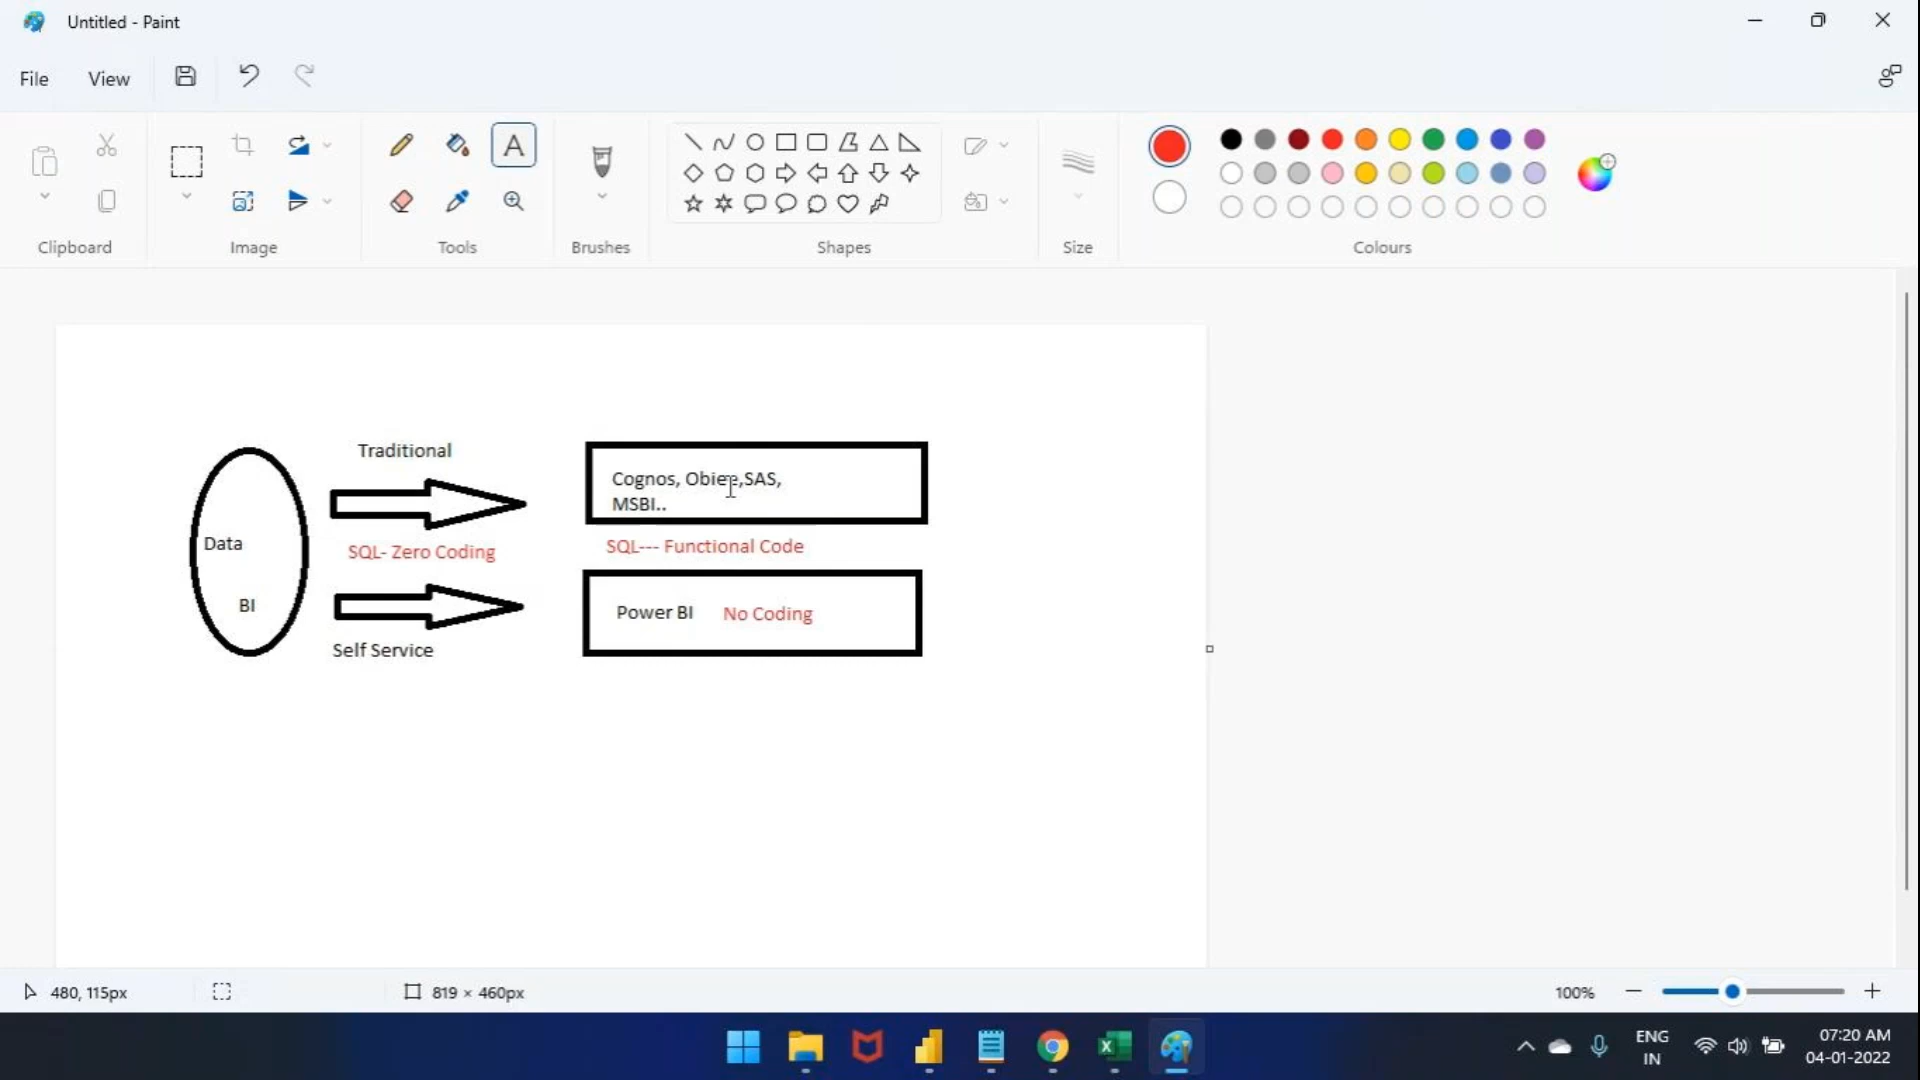 Untitled - Paint
File
View
Clipboard
Image
Tools
Brushes
Shapes
Size
Colours
Traditional
Cognos, Obiee,SAS,
MSBI..
Data
SQL- Zero Coding
SQL--- Functional Code
BI
Power BI
No Coding
Self Service
480, 115px
819 × 460px
100%
ENG
IN
07:20 AM
04-01-2022